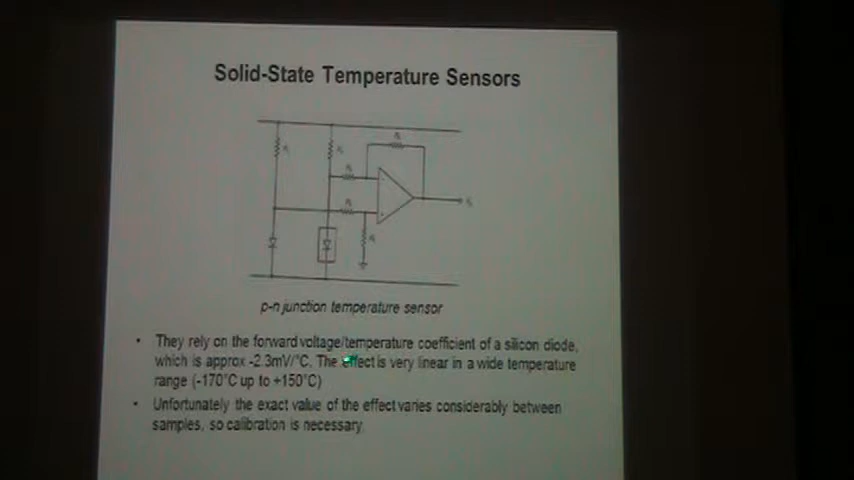 Solid-State Temperature Sensors
p-n junction temperature sensor
• They rely on the forward voltage/temperature coefficient of a silicon diode,
which is approx -2.3mV/°C. The effect is very linear in a wide temperature
range (-170°C up to +150°C)
• Unfortunately the exact value of the effect varies considerably between
samples, so calibration is necessary